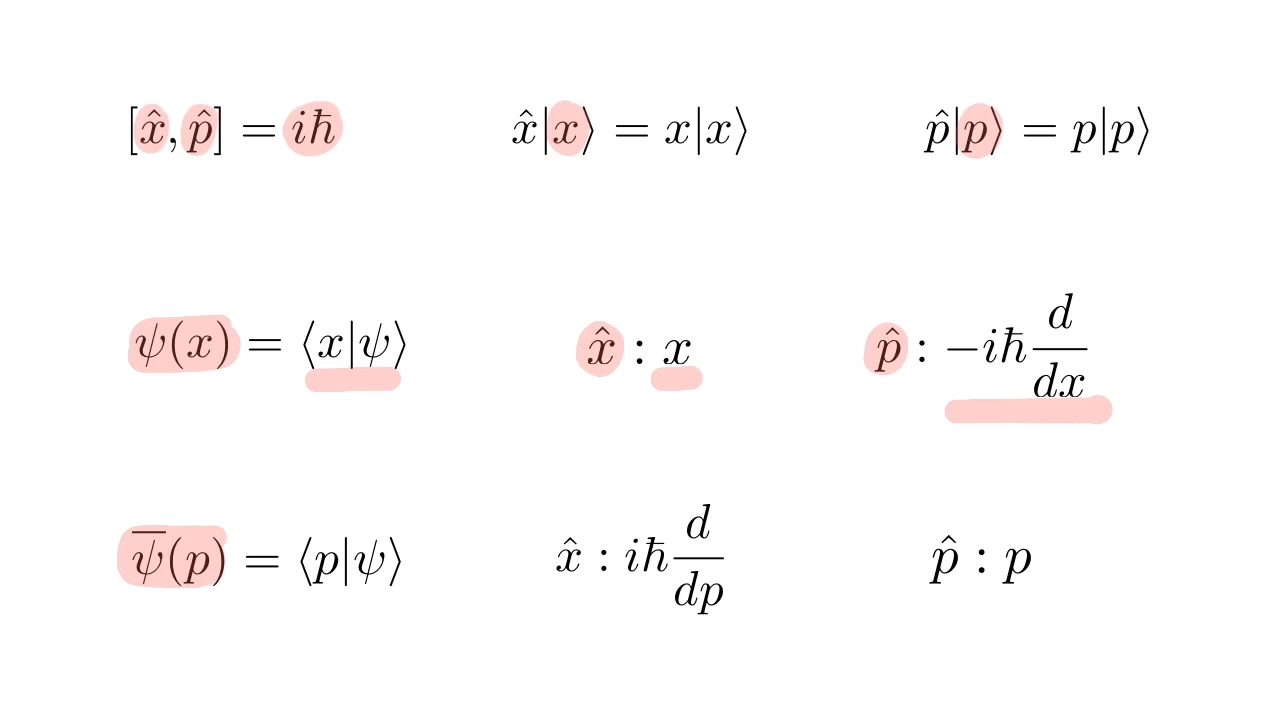 [x̂, p̂] = iħ    x̂|x⟩ = x|x⟩    p̂|p⟩ = p|p⟩
ψ(x) = ⟨x|ψ⟩    x̂ : x    p̂ : −iħ d/dx
ψ̅(p) = ⟨p|ψ⟩    x̂ : iħ d/dp    p̂ : p